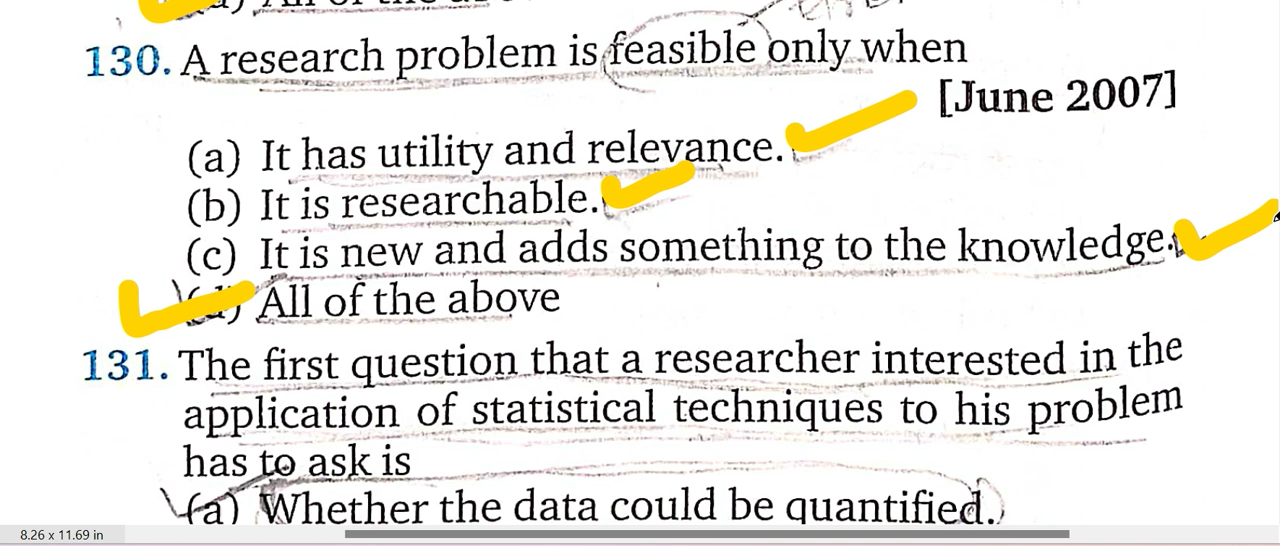 130. A research problem is feasible only when
[June 2007]
(a) It has utility and relevance.
(b) It is researchable.
(c) It is new and adds something to the knowledge.
(d) All of the above
131. The first question that a researcher interested in the
application of statistical techniques to his problem
has to ask is
(a) Whether the data could be quantified.
8.26 x 11.69 in